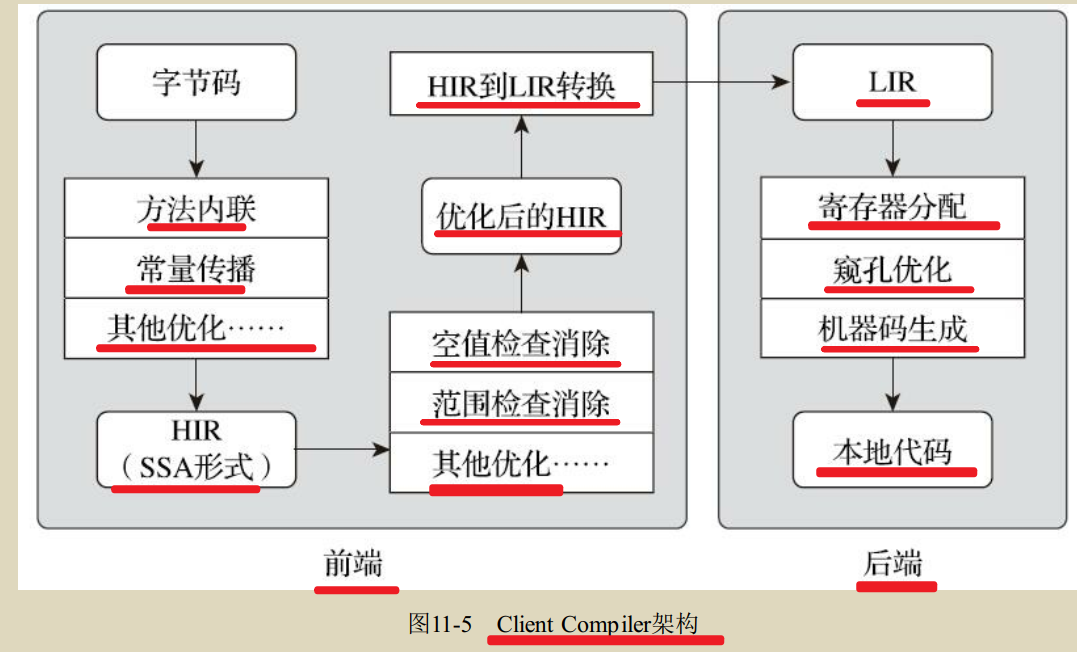 字节码
方法内联
常量传播
其他优化……
HIR
（SSA形式）
HIR到LIR转换
优化后的HIR
空值检查消除
范围检查消除
其他优化……
前端
LIR
寄存器分配
窥孔优化
机器码生成
本地代码
后端
图11-5 Client Compiler架构